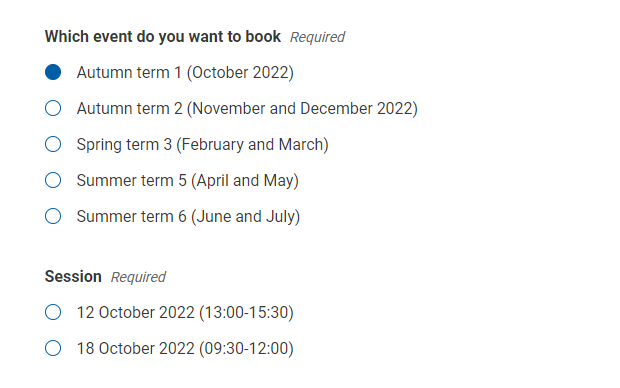 Which event do you want to book Required
Autumn term 1 (October 2022)
Autumn term 2 (November and December 2022)
Spring term 3 (February and March)
Summer term 5 (April and May)
Summer term 6 (June and July)
Session Required
12 October 2022 (13:00-15:30)
18 October 2022 (09:30-12:00)